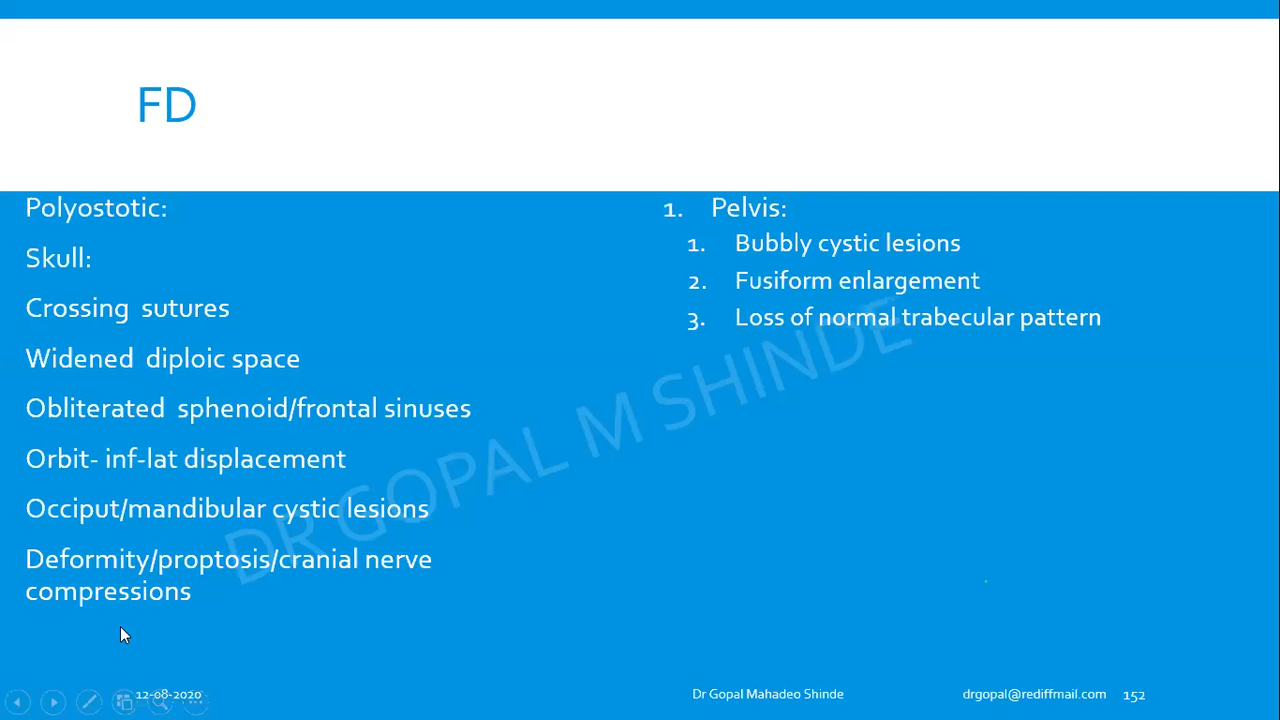 FD
Polyostotic:
Skull:
Crossing sutures
Widened diploic space
Obliterated sphenoid/frontal sinuses
Orbit- inf-lat displacement
Occiput/mandibular cystic lesions
Deformity/proptosis/cranial nerve
compressions
1. Pelvis:
1. Bubbly cystic lesions
2. Fusiform enlargement
3. Loss of normal trabecular pattern
DR GOPAL M SHINDE
12-08-2020
Dr Gopal Mahadeo Shinde
drgopal@rediffmail.com
152